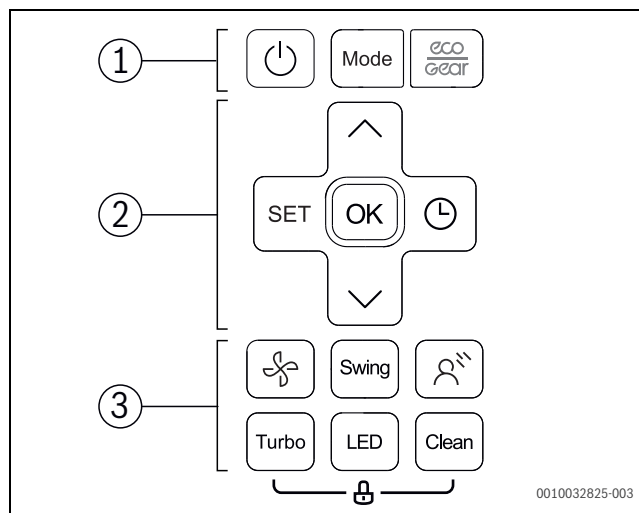 1
Mode
eco
Gear
2
SET
OK
3
Swing
Turbo
LED
Clean
0010032825-003